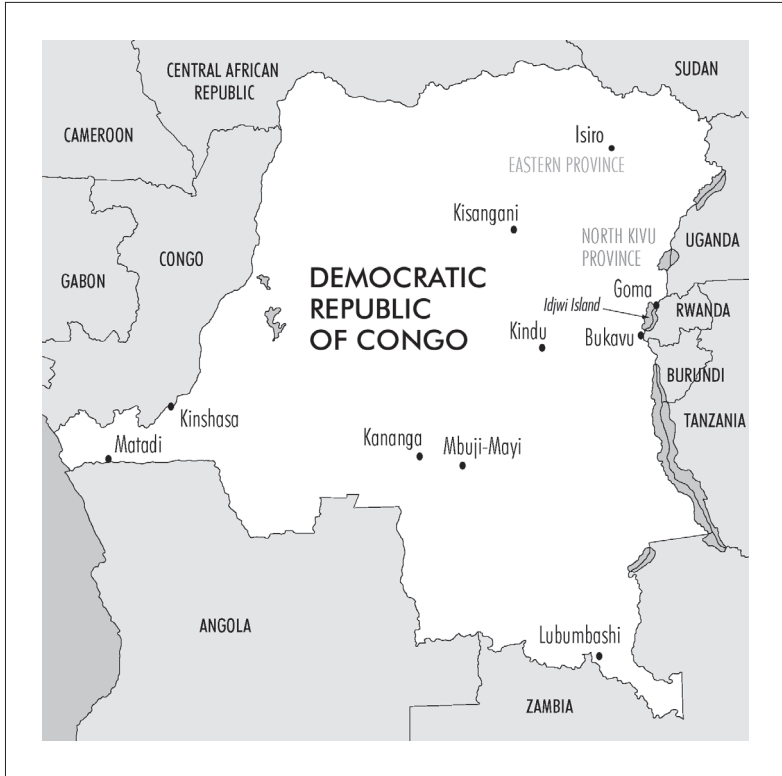 CENTRAL AFRICAN
REPUBLIC
SUDAN
CAMEROON
Isiro
EASTERN PROVINCE
Kisangani
NORTH KIVU
PROVINCE
UGANDA
CONGO
GABON
DEMOCRATIC
REPUBLIC
OF CONGO
Goma
Idjwi Island
RWANDA
Kindu
Bukavu
BURUNDI
Kinshasa
TANZANIA
Matadi
Kananga
Mbuji-Mayi
ANGOLA
Lubumbashi
ZAMBIA